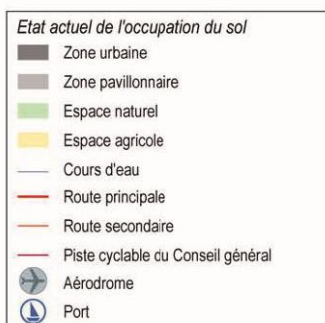 Etat actuel de l'occupation du sol
Zone urbaine
Zone pavillonnaire
Espace naturel
Espace agricole
Cours d'eau
Route principale
Route secondaire
Piste cyclable du Conseil général
Aérodrome
Port